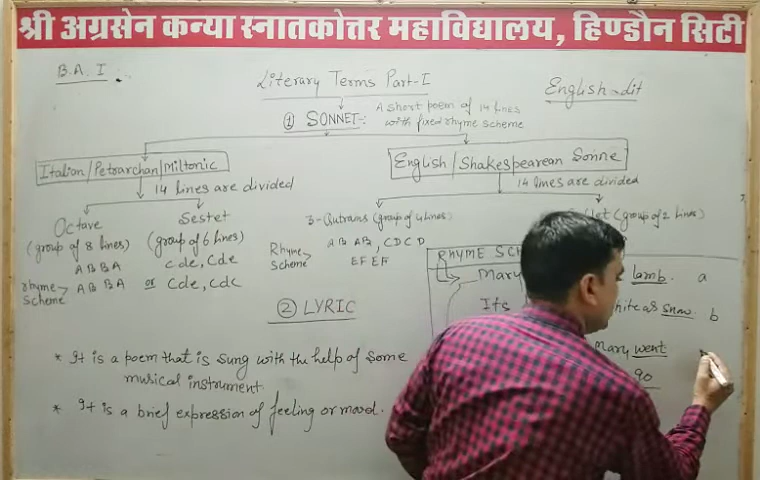 श्री अग्रसेन कन्या स्नातकोत्तर महाविद्यालय, हिण्डौन सिटी
B.A. I
Literary Terms Part-I
English Lit
① SONNET:-
A short poem of 14 lines
with fixed rhyme scheme
Italian/Petrarchan/Miltonic
English/Shakespearean Sonne
14 lines are divided
14 lines are divided
Octave
(group of 8 lines)
Sestet
(group of 6 lines)
3-Qutrans (group of 4 lines)
let (group of 2 lines)
Rhyme
Scheme
ABAB, CDCD
EFEF
ABBA
Cde, Cde
rhyme
Scheme
ABBA
or Cde, Cdc
RHYME SC
Mary
lamb. a
Its
hite as snow. b
Mary went
go
② LYRIC
* It is a poem that is sung with the help of some
musical instrument.
* It is a brief expression of feeling or mood.